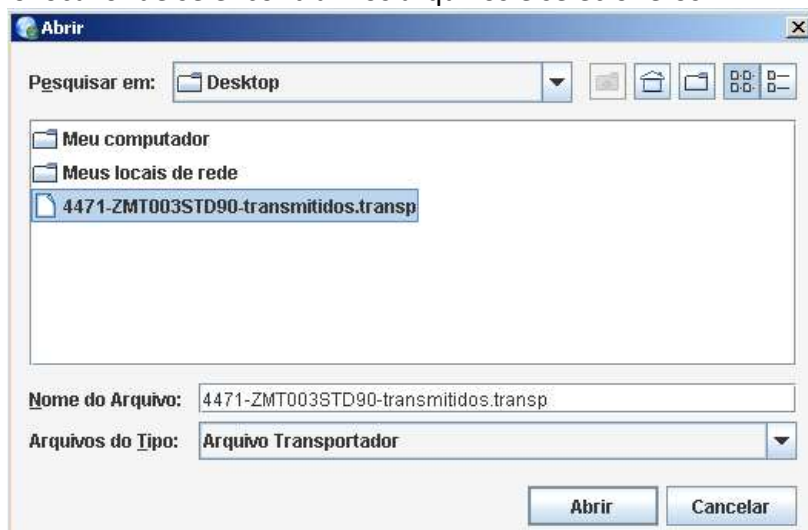 Abrir
Pesquisar em: Desktop
Meu computador
Meus locais de rede
4471-ZMT003STD90-transmitidos.transp
Nome do Arquivo: 4471-ZMT003STD90-transmitidos.transp
Arquivos do Tipo: Arquivo Transportador
Abrir Cancelar